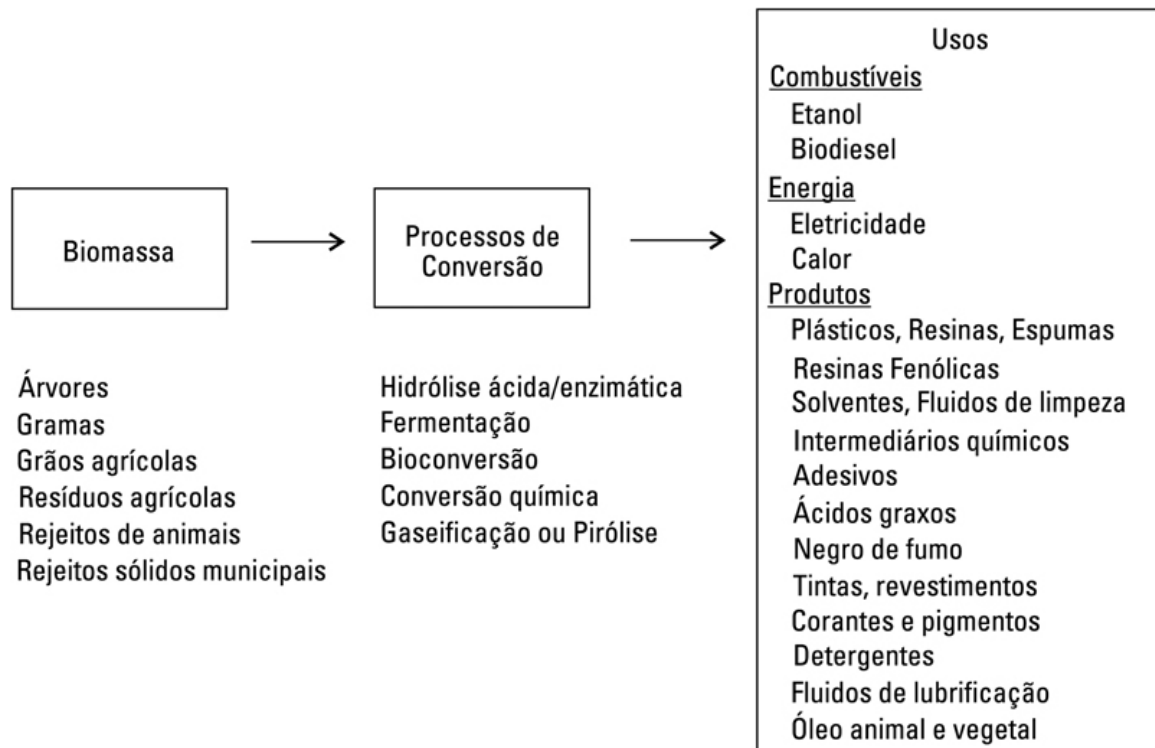 Biomassa
Árvores
Gramas
Grãos agrícolas
Resíduos agrícolas
Rejeitos de animais
Rejeitos sólidos municipais
Processos de
Conversão
Hidrólise ácida/enzimática
Fermentação
Bioconversão
Conversão química
Gaseificação ou Pirólise
Usos
Combustíveis
Etanol
Biodiesel
Energia
Eletricidade
Calor
Produtos
Plásticos, Resinas, Espumas
Resinas Fenólicas
Solventes, Fluidos de limpeza
Intermediários químicos
Adesivos
Ácidos graxos
Negro de fumo
Tintas, revestimentos
Corantes e pigmentos
Detergentes
Fluidos de lubrificação
Óleo animal e vegetal